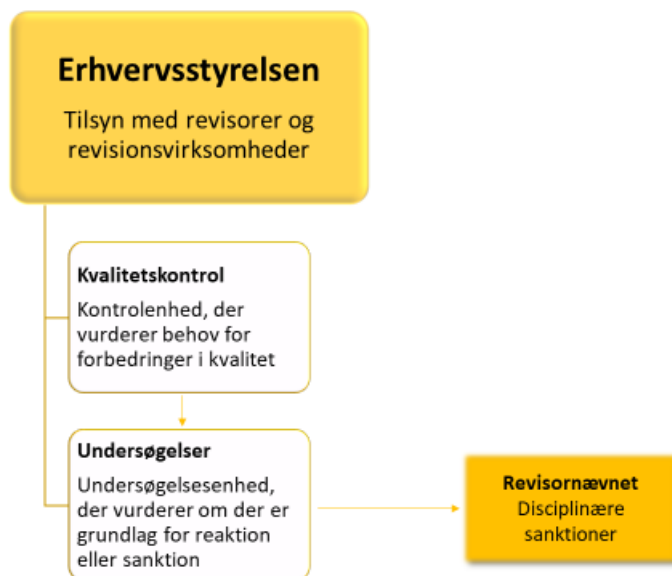 Erhvervsstyrelsen
Tilsyn med revisorer og
revisionsvirksomheder
Kvalitetskontrol
Kontrolenhed, der
vurderer behov for
forbedringer i kvalitet
Undersøgelser
Undersøgelsesenhed,
der vurderer om der er
grundlag for reaktion
eller sanktion
Revisornævnet
Disciplinære
sanktioner